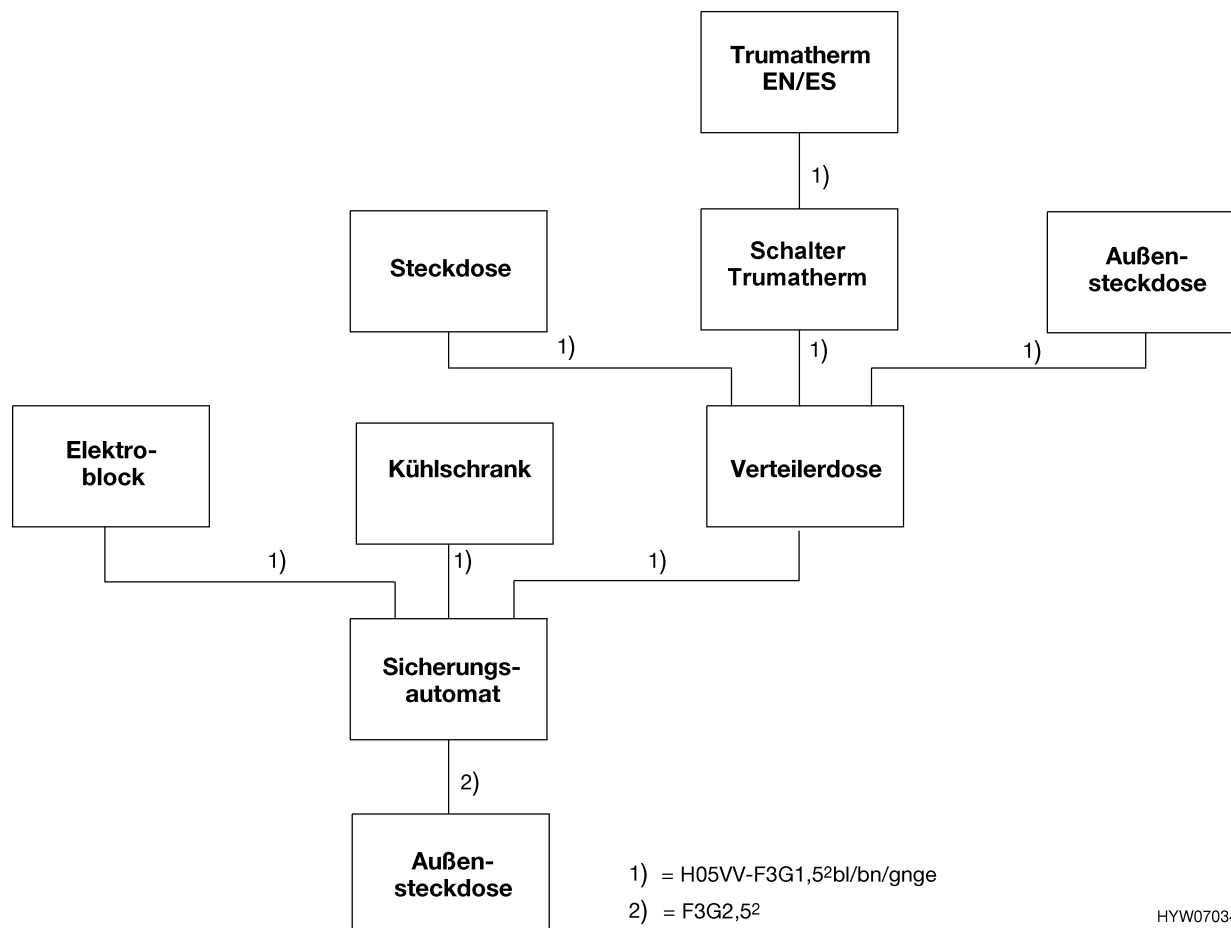 Trumatherm
EN/ES
1)
Steckdose
Schalter
Trumatherm
Außen-
steckdose
1)
1)
1)
Elektro-
block
Kühlschrank
Verteilerdose
1)
1)
1)
Sicherungs-
automat
2)
Außen-
steckdose
1) = H05VV-F3G1,5²bl/bn/gnge
2) = F3G2,5²